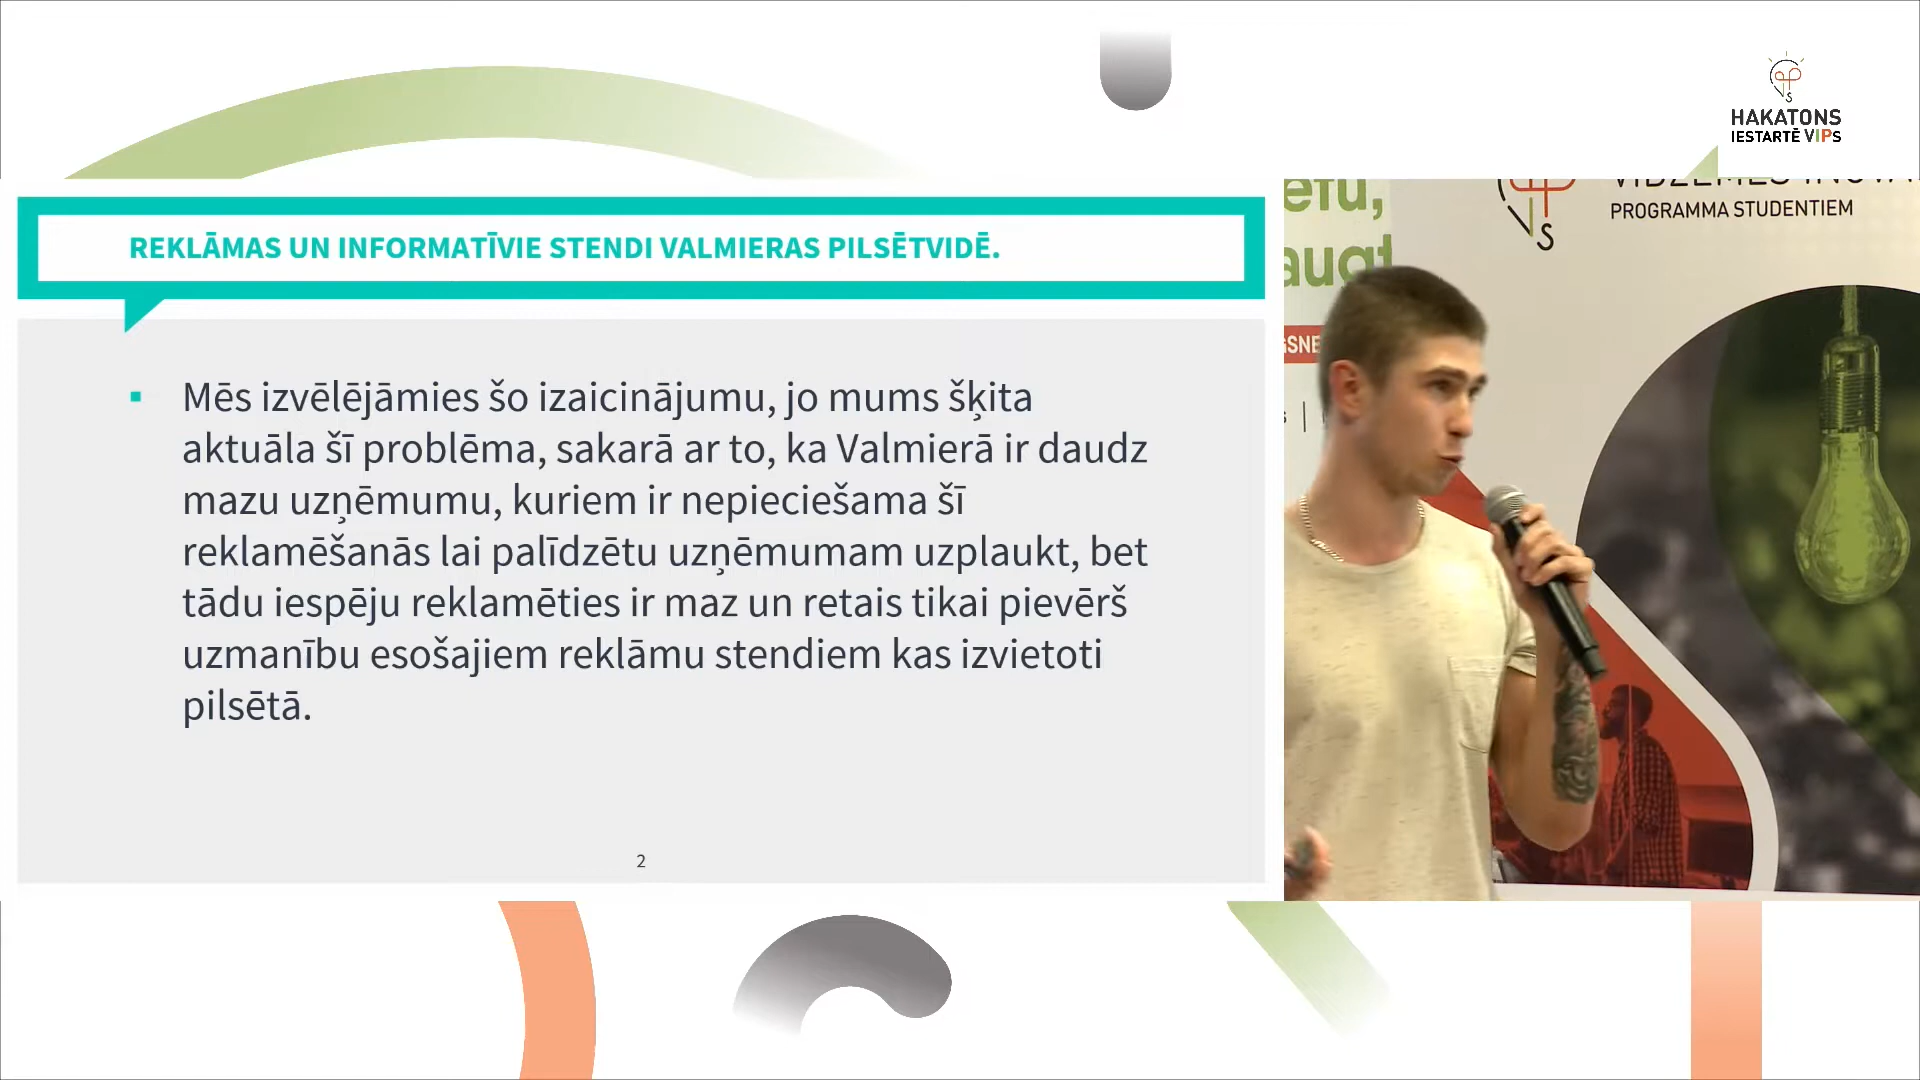 HAKATONS
IESTARTĒ VIPS
REKLĀMAS UN INFORMATĪVIE STENDI VALMIERAS PILSĒTVIDĒ.
Mēs izvēlējāmies šo izaicinājumu, jo mums šķita
aktuāla šī problēma, sakarā ar to, ka Valmierā ir daudz
mazu uzņēmumu, kuriem ir nepieciešama šī
reklamēšanās lai palīdzētu uzņēmumam uzplaukt, bet
tādu iespēju reklamēties ir maz un retais tikai pievērš
uzmanību esošajiem reklāmu stendiem kas izvietoti
pilsētā.
2
PROGRAMMA STUDENTIEM